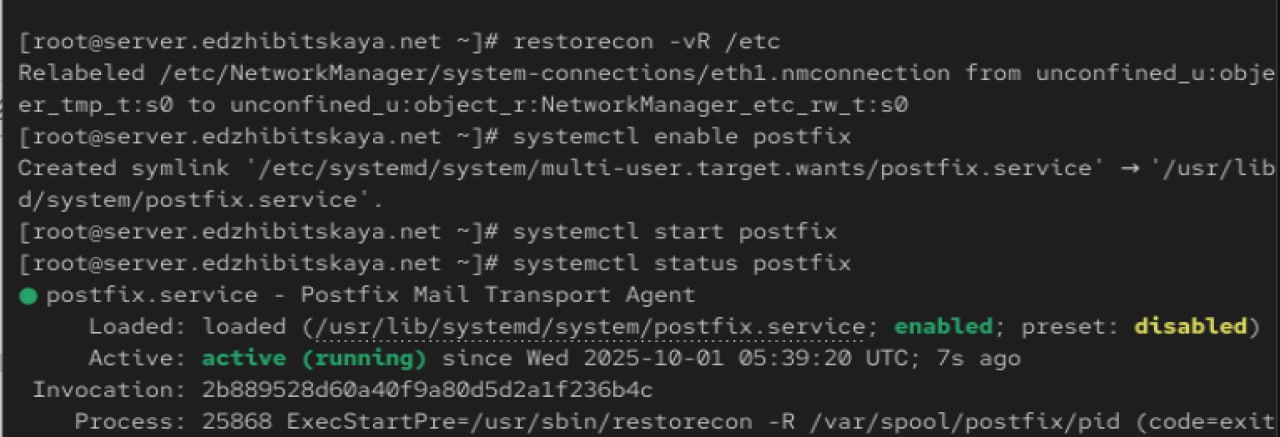 [root@server.edzhibitskaya.net ~]# restorecon -vR /etc
Relabeled /etc/NetworkManager/system-connections/eth1.nmconnection from unconfined_u:obje
er_tmp_t:s0 to unconfined_u:object_r:NetworkManager_etc_rw_t:s0
[root@server.edzhibitskaya.net ~]# systemctl enable postfix
Created symlink '/etc/systemd/system/multi-user.target.wants/postfix.service' → '/usr/lib
d/system/postfix.service'.
[root@server.edzhibitskaya.net ~]# systemctl start postfix
[root@server.edzhibitskaya.net ~]# systemctl status postfix
● postfix.service - Postfix Mail Transport Agent
Loaded: loaded (/usr/lib/systemd/system/postfix.service; enabled; preset: disabled)
Active: active (running) since Wed 2025-10-01 05:39:20 UTC; 7s ago
Invocation: 2b889528d60a40f9a80d5d2a1f236b4c
Process: 25868 ExecStartPre=/usr/sbin/restorecon -R /var/spool/postfix/pid (code=exit